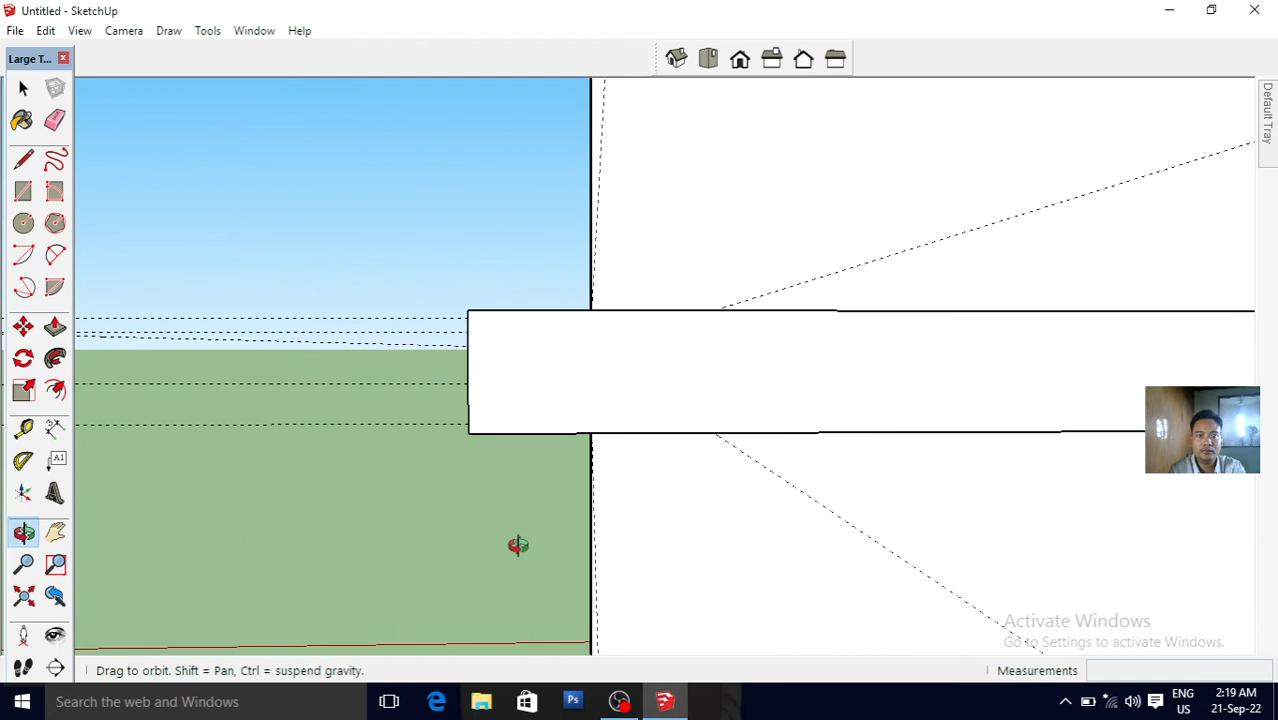 Untitled - SketchUp
File Edit View Camera Draw Tools Window Help
Large T...
Default Tray
A1
Activate Windows
Go to Settings to activate Windows.
Drag to orbit. Shift = Pan, Ctrl = suspend gravity.
Measurements
Search the web and Windows
Ps
ENG
US
2:19 AM
21-Sep-22